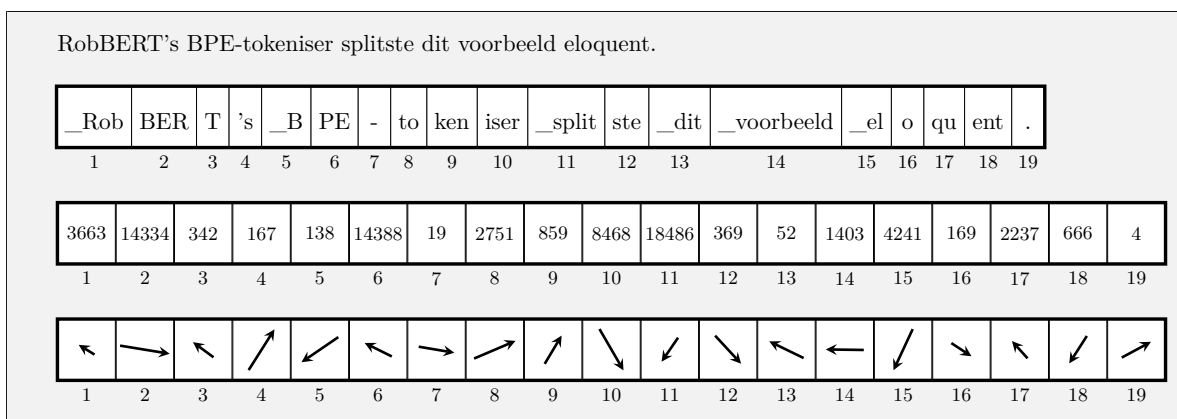 RobBERT's BPE-tokeniser splitste dit voorbeeld eloquent.
_Rob BER T 's _B PE - to ken iser _split ste _dit _voorbeeld _el o qu ent .
1 2 3 4 5 6 7 8 9 10 11 12 13 14 15 16 17 18 19
3663 14334 342 167 138 14388 19 2751 859 8468 18486 369 52 1403 4241 169 2237 666 4
1 2 3 4 5 6 7 8 9 10 11 12 13 14 15 16 17 18 19
1 2 3 4 5 6 7 8 9 10 11 12 13 14 15 16 17 18 19